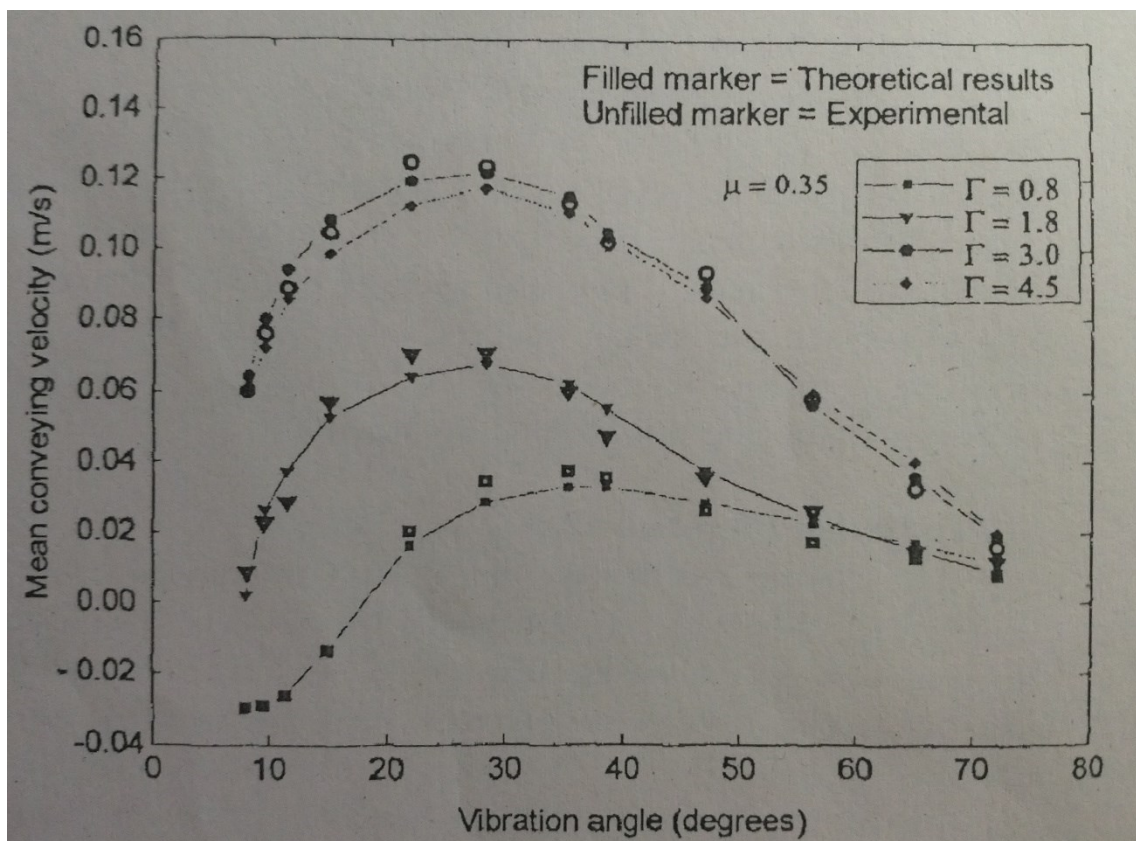 0.16
0.14
0.12
0.10
0.08
0.06
0.04
0.02
0.00
-0.02
-0.04
Mean conveying velocity (m/s)
Filled marker = Theoretical results
Unfilled marker = Experimental
μ = 0.35
Γ = 0.8
Γ = 1.8
Γ = 3.0
Γ = 4.5
0 10 20 30 40 50 60 70 80
Vibration angle (degrees)